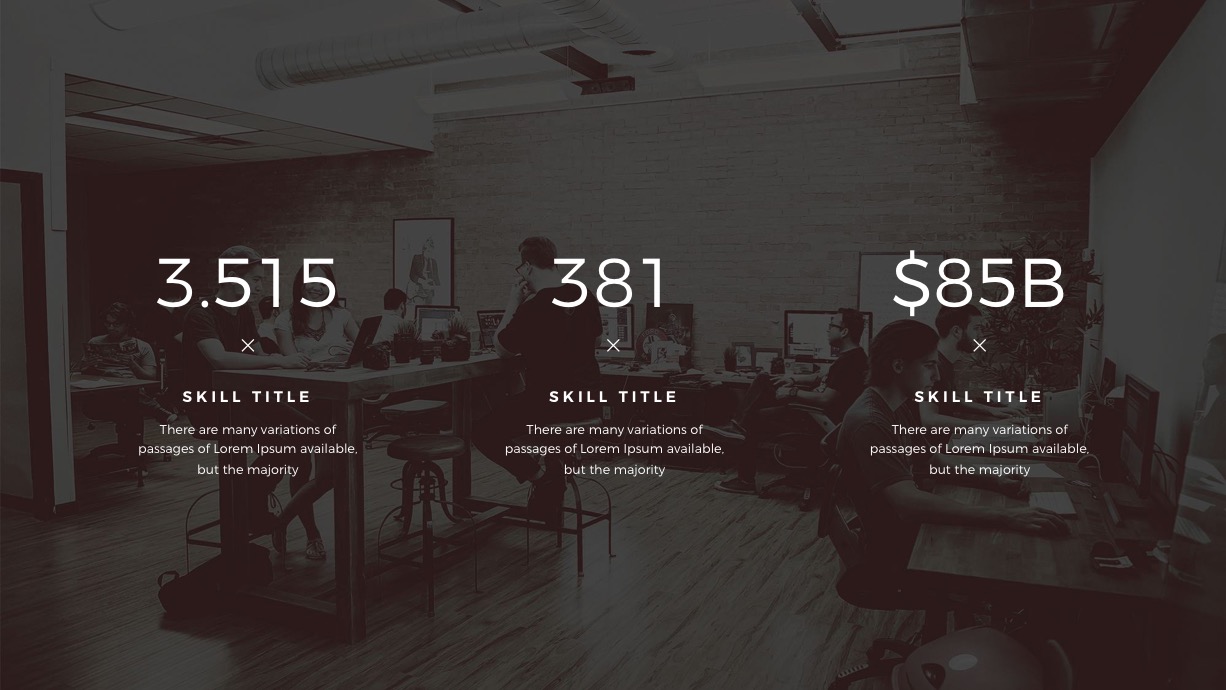 3.515
381
$85B
×
×
×
SKILL TITLE
SKILL TITLE
SKILL TITLE
There are many variations of
passages of Lorem Ipsum available,
but the majority
There are many variations of
passages of Lorem Ipsum available,
but the majority
There are many variations of
passages of Lorem Ipsum available,
but the majority